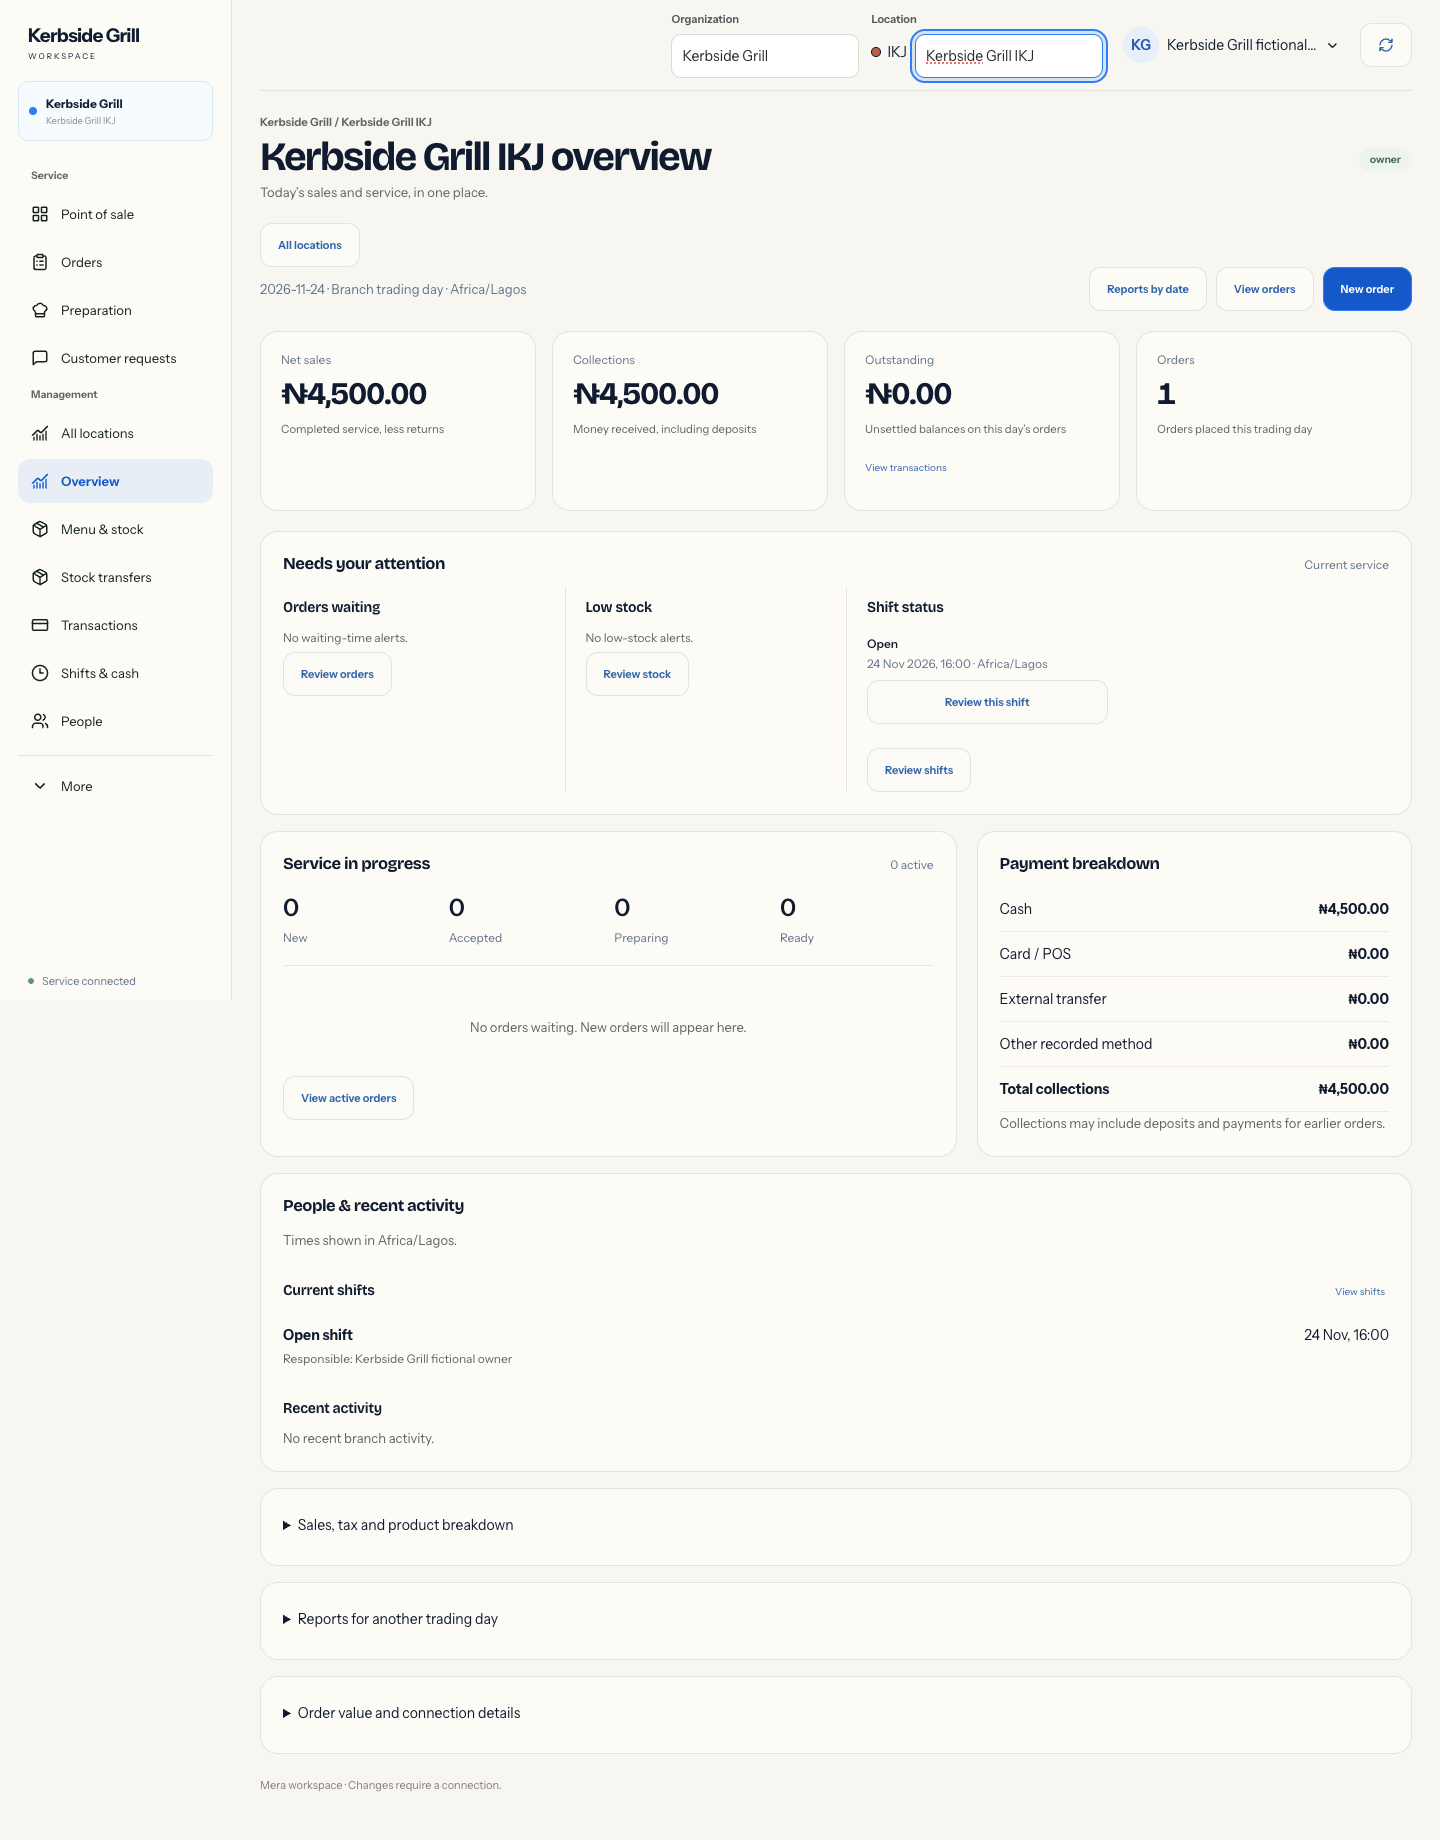 Kerbside Grill
WORKSPACE
Kerbside Grill
Kerbside Grill IKJ
Service
Point of sale
Orders
Preparation
Customer requests
Management
All locations
Overview
Menu & stock
Stock transfers
Transactions
Shifts & cash
People
More
Service connected
Organization
Kerbside Grill
Location
IKJ
Kerbside Grill IKJ
KG
Kerbside Grill fictional...
Kerbside Grill / Kerbside Grill IKJ
Kerbside Grill IKJ overview
owner
Today's sales and service, in one place.
All locations
2026-11-24 · Branch trading day · Africa/Lagos
Reports by date
View orders
New order
Net sales
₦4,500.00
Completed service, less returns
Collections
₦4,500.00
Money received, including deposits
Outstanding
₦0.00
Unsettled balances on this day's orders
View transactions
Orders
1
Orders placed this trading day
Needs your attention
Current service
Orders waiting
No waiting-time alerts.
Review orders
Low stock
No low-stock alerts.
Review stock
Shift status
Open
24 Nov 2026, 16:00 · Africa/Lagos
Review this shift
Review shifts
Service in progress
0 active
0
New
0
Accepted
0
Preparing
0
Ready
No orders waiting. New orders will appear here.
View active orders
Payment breakdown
Cash ₦4,500.00
Card / POS ₦0.00
External transfer ₦0.00
Other recorded method ₦0.00
Total collections ₦4,500.00
Collections may include deposits and payments for earlier orders.
People & recent activity
Times shown in Africa/Lagos.
Current shifts
View shifts
Open shift
24 Nov, 16:00
Responsible: Kerbside Grill fictional owner
Recent activity
No recent branch activity.
Sales, tax and product breakdown
Reports for another trading day
Order value and connection details
Mera workspace · Changes require a connection.